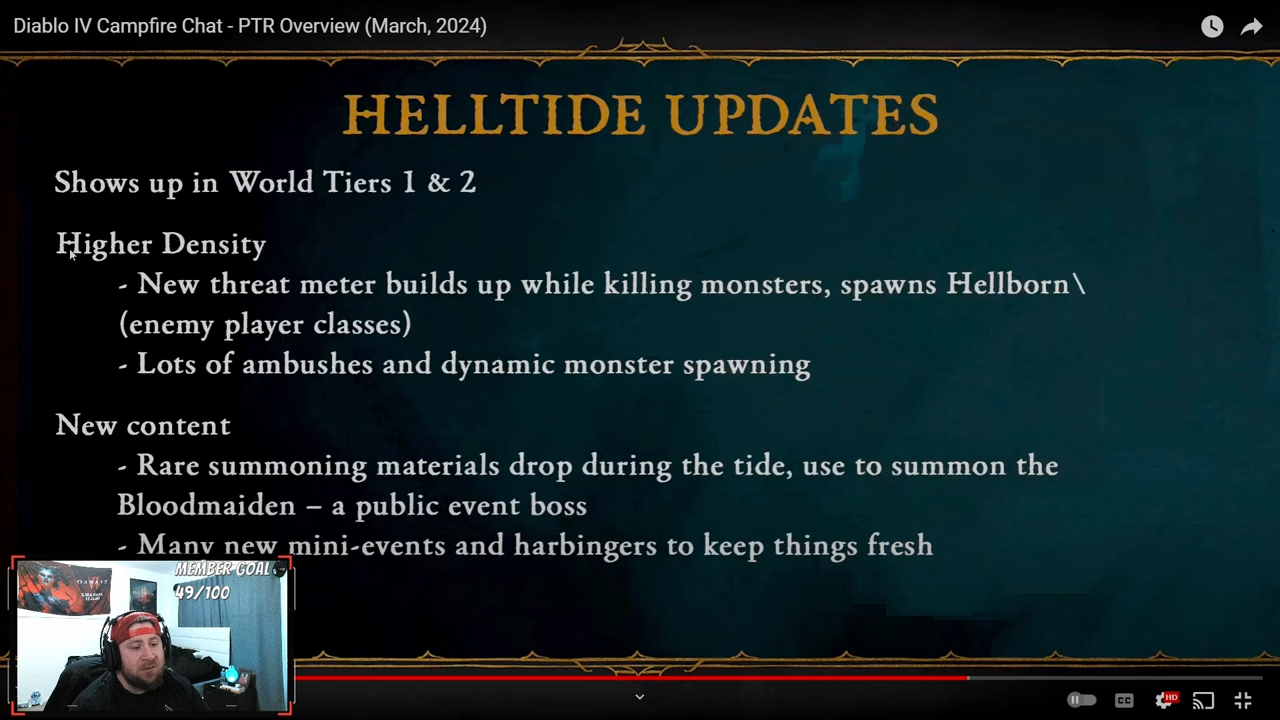 Diablo IV Campfire Chat - PTR Overview (March, 2024)
HELLTIDE UPDATES
Shows up in World Tiers 1 & 2
Higher Density
- New threat meter builds up while killing monsters, spawns Hellborn\
(enemy player classes)
- Lots of ambushes and dynamic monster spawning
New content
- Rare summoning materials drop during the tide, use to summon the
Bloodmaiden – a public event boss
- Many new mini-events and harbingers to keep things fresh
MEMBER GOAL
49/100
CC
HD